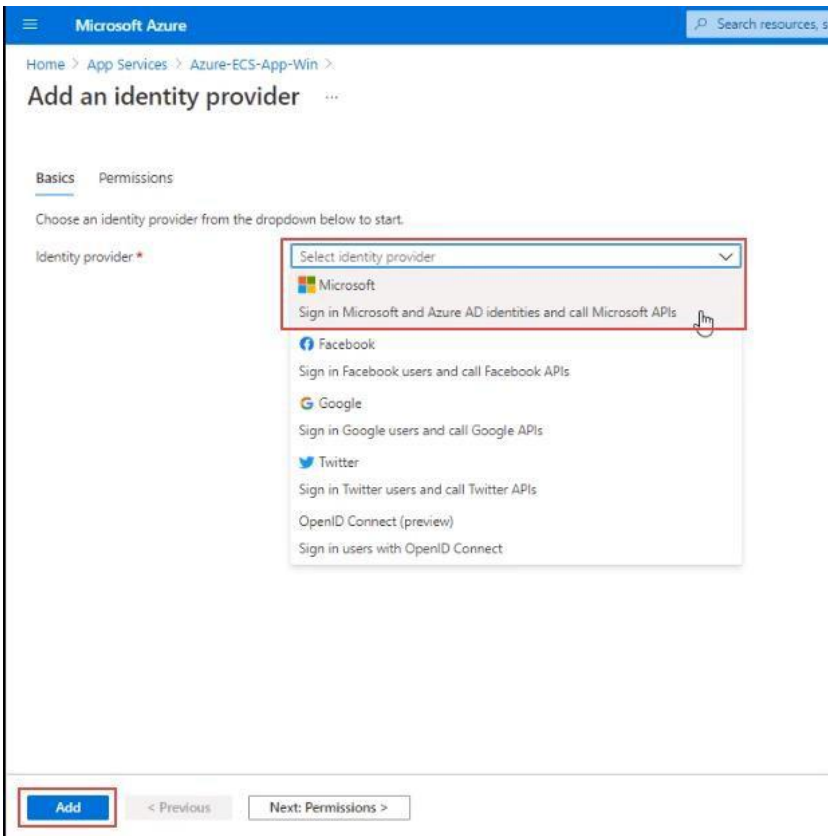 Microsoft Azure
Search resources, s
Home > App Services > Azure-ECS-App-Win >
Add an identity provider ...
Basics Permissions
Choose an identity provider from the dropdown below to start.
Identity provider *
Select identity provider
Microsoft
Sign in Microsoft and Azure AD identities and call Microsoft APIs
Facebook
Sign in Facebook users and call Facebook APIs
Google
Sign in Google users and call Google APIs
Twitter
Sign in Twitter users and call Twitter APIs
OpenID Connect (preview)
Sign in users with OpenID Connect
Add < Previous Next: Permissions >